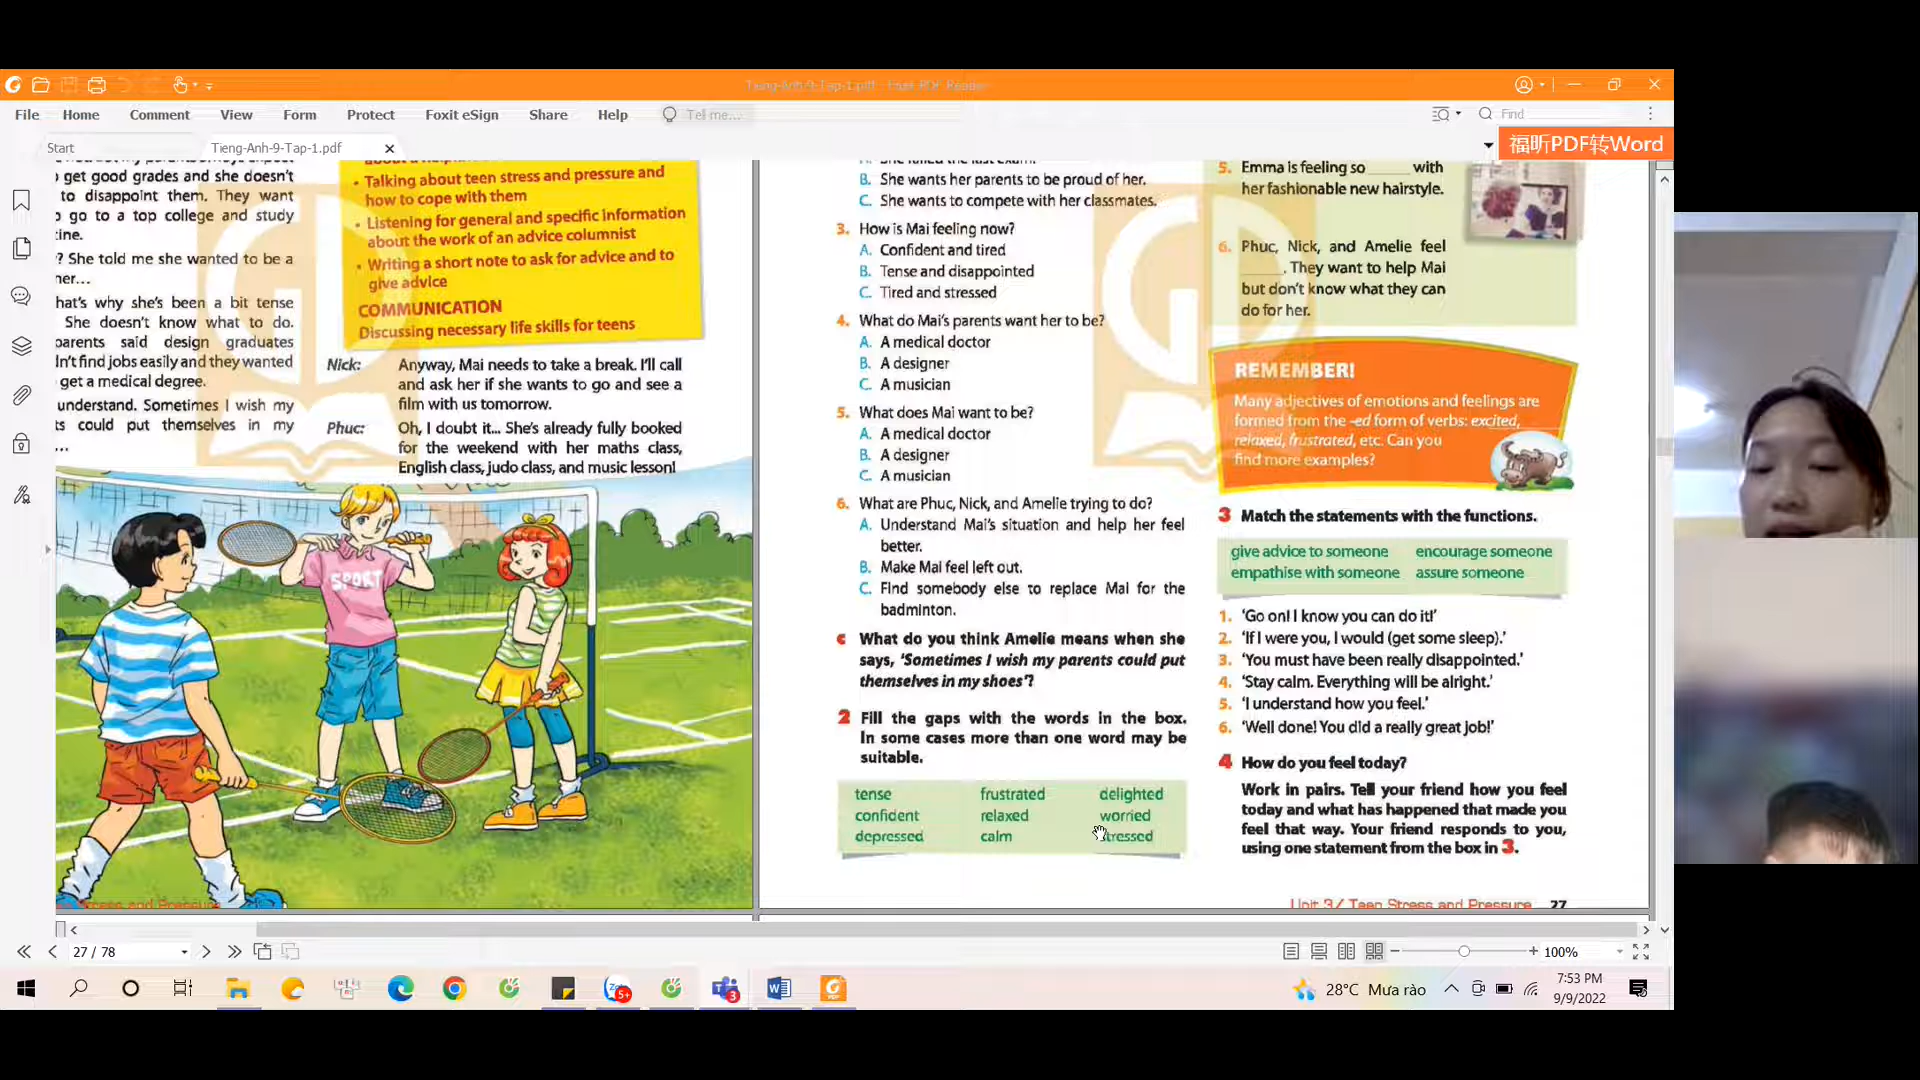 Tieng-Anh-9-Tap-1.pdf - Foxit PDF Reader
File Home Comment View Form Protect Foxit eSign Share Help Tell me... Find
Start Tieng-Anh-9-Tap-1.pdf
福昕PDF转Word
get good grades and she doesn't
to disappoint them. They want
go to a top college and study
? She told me she wanted to be a
her...
hat's why she's been a bit tense
She doesn't know what to do.
parents said design graduates
n't find jobs easily and they wanted
get a medical degree.
understand. Sometimes I wish my
could put themselves in my
...
• Talking about teen stress and pressure and
how to cope with them
• Listening for general and specific information
about the work of an advice columnist
• Writing a short note to ask for advice and to
give advice
COMMUNICATION
Discussing necessary life skills for teens
Nick: Anyway, Mai needs to take a break. I'll call
and ask her if she wants to go and see a
film with us tomorrow.
Phuc: Oh, I doubt it... She's already fully booked
for the weekend with her maths class,
English class, judo class, and music lesson!
SPORT
Stress and Pressure
A. She failed the last exam.
B. She wants her parents to be proud of her.
C. She wants to compete with her classmates.
3. How is Mai feeling now?
A. Confident and tired
B. Tense and disappointed
C. Tired and stressed
4. What do Mai's parents want her to be?
A. A medical doctor
B. A designer
C. A musician
5. What does Mai want to be?
A. A medical doctor
B. A designer
C. A musician
6. What are Phuc, Nick, and Amelie trying to do?
A. Understand Mai's situation and help her feel
better.
B. Make Mai feel left out.
C. Find somebody else to replace Mai for the
badminton.
c What do you think Amelie means when she
says, 'Sometimes I wish my parents could put
themselves in my shoes'?
2 Fill the gaps with the words in the box.
In some cases more than one word may be
suitable.
tense frustrated delighted
confident relaxed worried
depressed calm stressed
5. Emma is feeling so _____ with
her fashionable new hairstyle.
6. Phuc, Nick, and Amelie feel
_____. They want to help Mai
but don't know what they can
do for her.
REMEMBER!
Many adjectives of emotions and feelings are
formed from the -ed form of verbs: excited,
relaxed, frustrated, etc. Can you
find more examples?
3 Match the statements with the functions.
give advice to someone encourage someone
empathise with someone assure someone
1. 'Go on! I know you can do it!'
2. 'If I were you, I would (get some sleep).'
3. 'You must have been really disappointed.'
4. 'Stay calm. Everything will be alright.'
5. 'I understand how you feel.'
6. 'Well done! You did a really great job!'
4 How do you feel today?
Work in pairs. Tell your friend how you feel
today and what has happened that made you
feel that way. Your friend responds to you,
using one statement from the box in 3.
Unit 3/ Teen Stress and Pressure 27
27 / 78
100%
5+
3
28°C Mưa rào
7:53 PM
9/9/2022